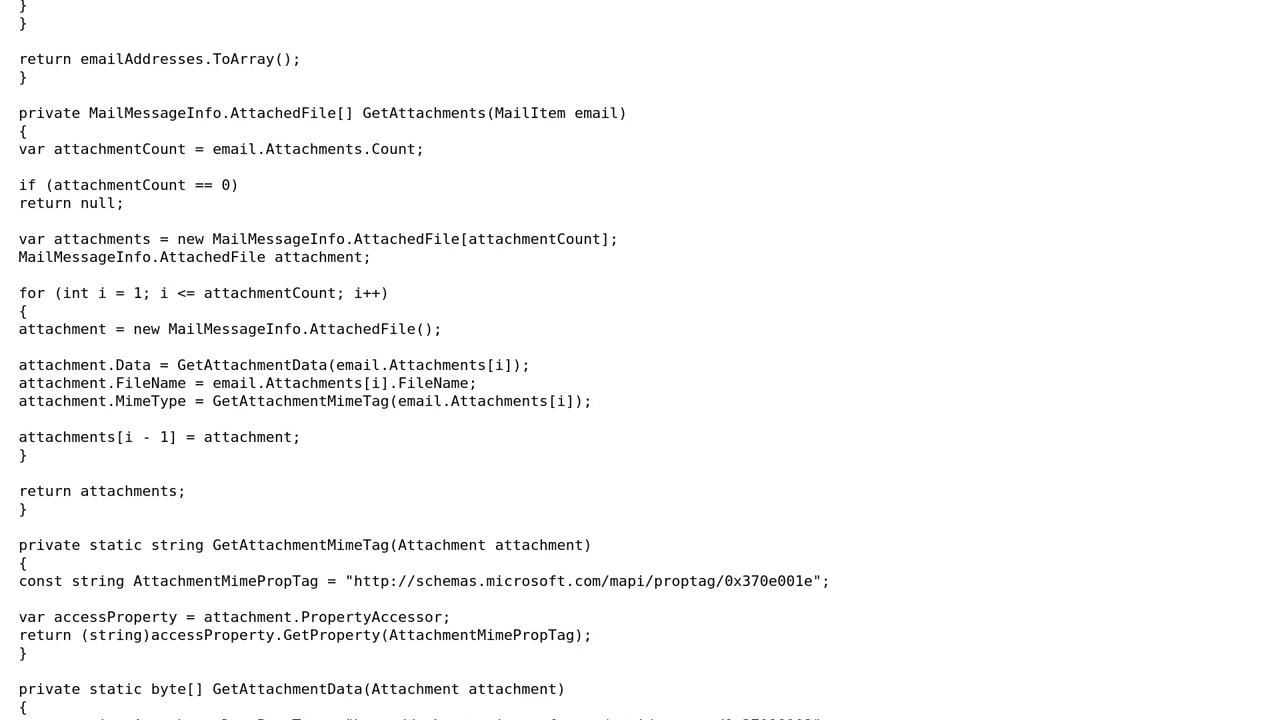 }
}
return emailAddresses.ToArray();
}
private MailMessageInfo.AttachedFile[] GetAttachments(MailItem email)
{
var attachmentCount = email.Attachments.Count;
if (attachmentCount == 0)
return null;
var attachments = new MailMessageInfo.AttachedFile[attachmentCount];
MailMessageInfo.AttachedFile attachment;
for (int i = 1; i <= attachmentCount; i++)
{
attachment = new MailMessageInfo.AttachedFile();
attachment.Data = GetAttachmentData(email.Attachments[i]);
attachment.FileName = email.Attachments[i].FileName;
attachment.MimeType = GetAttachmentMimeTag(email.Attachments[i]);
attachments[i - 1] = attachment;
}
return attachments;
}
private static string GetAttachmentMimeTag(Attachment attachment)
{
const string AttachmentMimePropTag = "http://schemas.microsoft.com/mapi/proptag/0x370e001e";
var accessProperty = attachment.PropertyAccessor;
return (string)accessProperty.GetProperty(AttachmentMimePropTag);
}
private static byte[] GetAttachmentData(Attachment attachment)
{